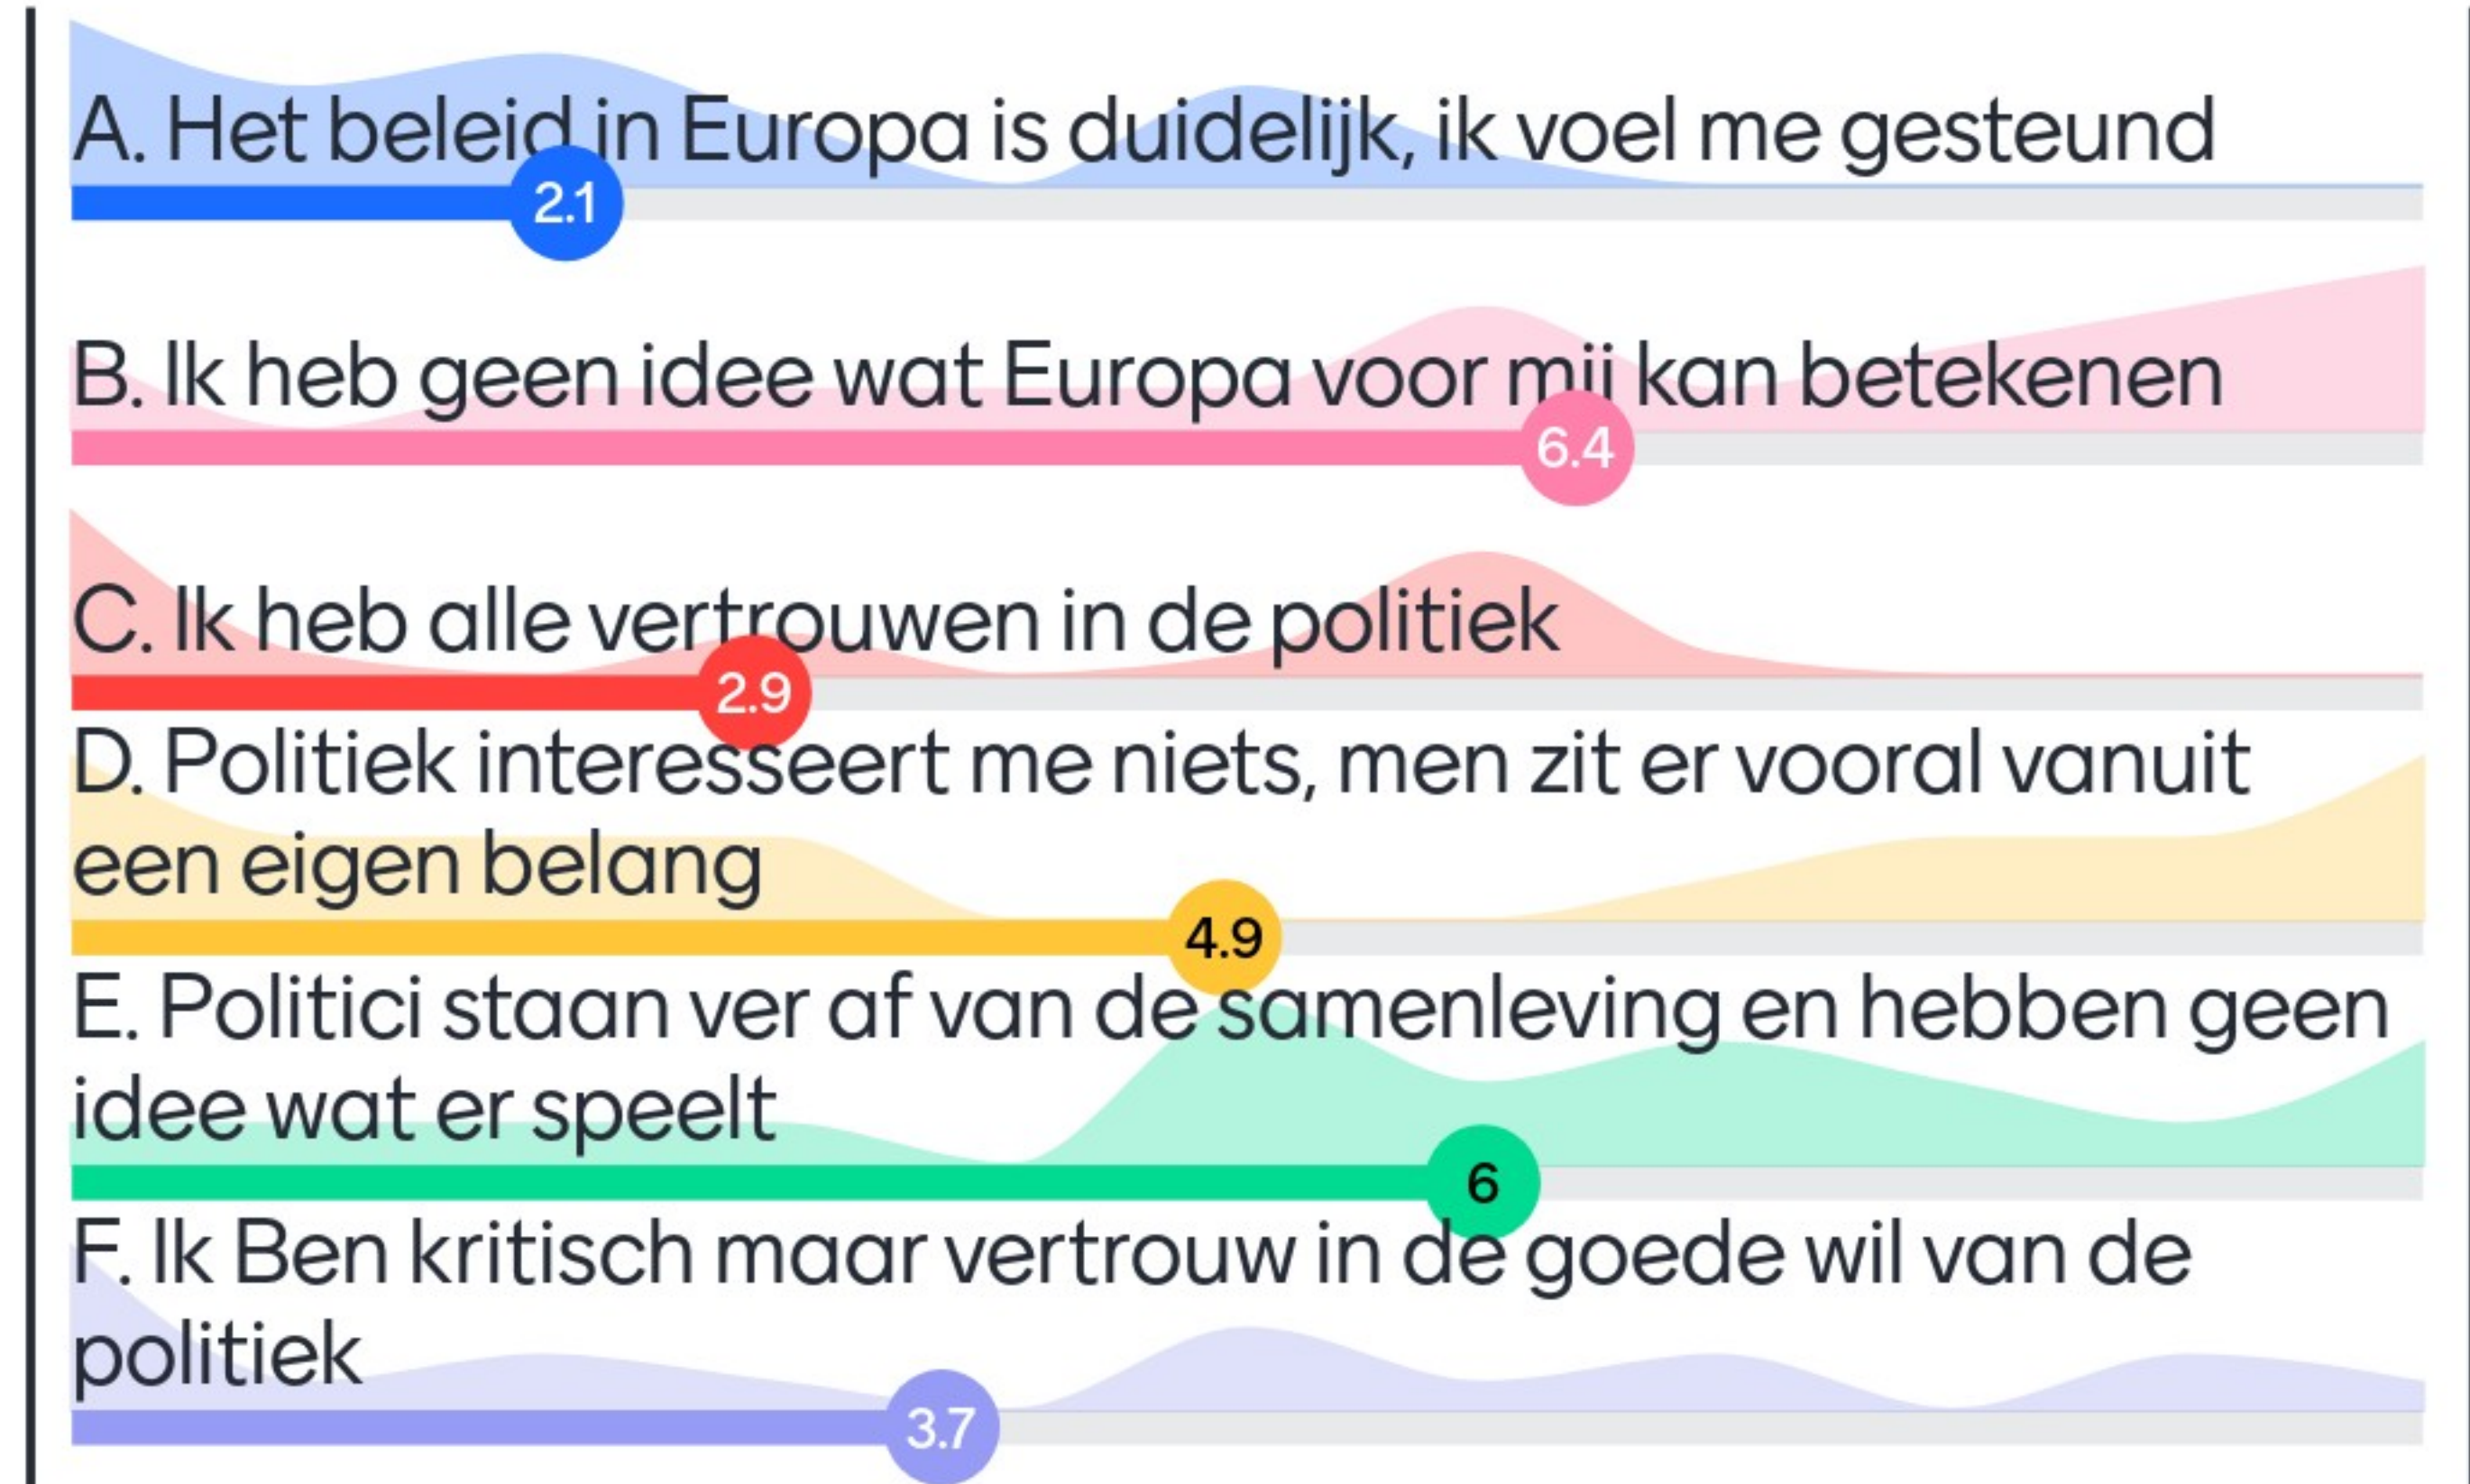 A. Het beleid in Europa is duidelijk, ik voel me gesteund
2.1
B. Ik heb geen idee wat Europa voor mij kan betekenen
6.4
C. Ik heb alle vertrouwen in de politiek
2.9
D. Politiek interesseert me niets, men zit er vooral vanuit
een eigen belang
4.9
E. Politici staan ver af van de samenleving en hebben geen
idee wat er speelt
6
F. Ik Ben kritisch maar vertrouw in de goede wil van de
politiek
3.7